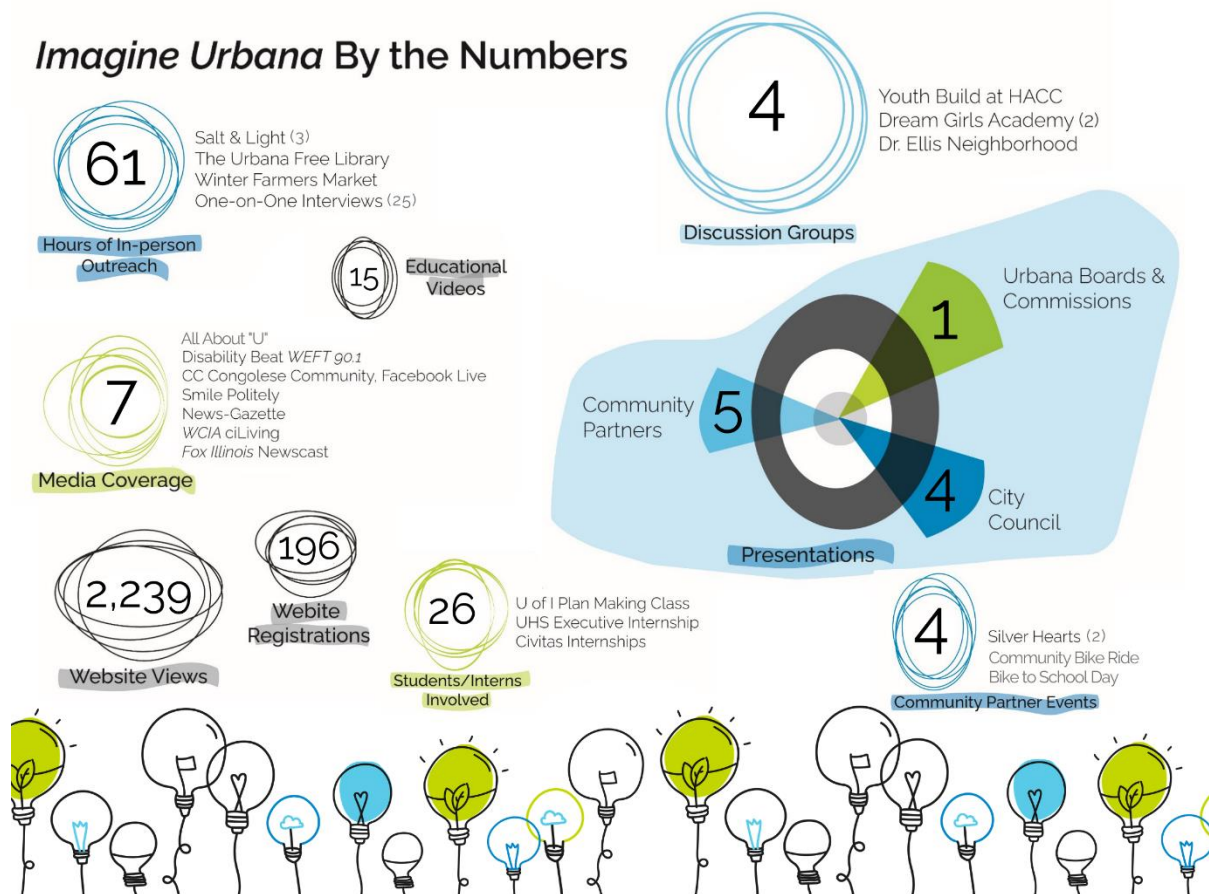 Imagine Urbana By the Numbers
61
Salt & Light (3)
The Urbana Free Library
Winter Farmers Market
One-on-One Interviews (25)
Hours of In-person
Outreach
4
Youth Build at HACC
Dream Girls Academy (2)
Dr. Ellis Neighborhood
Discussion Groups
15
Educational
Videos
7
All About "U"
Disability Beat WEFT 90.1
CC Congolese Community, Facebook Live
Smile Politely
News-Gazette
WCIA ciLiving
Fox Illinois Newscast
Media Coverage
1
Urbana Boards &
Commissions
Community
Partners
5
4
City
Council
Presentations
2,239
Website Views
196
Webite
Registrations
26
U of I Plan Making Class
UHS Executive Internship
Civitas Internships
Students/Interns
Involved
4
Silver Hearts (2)
Community Bike Ride
Bike to School Day
Community Partner Events